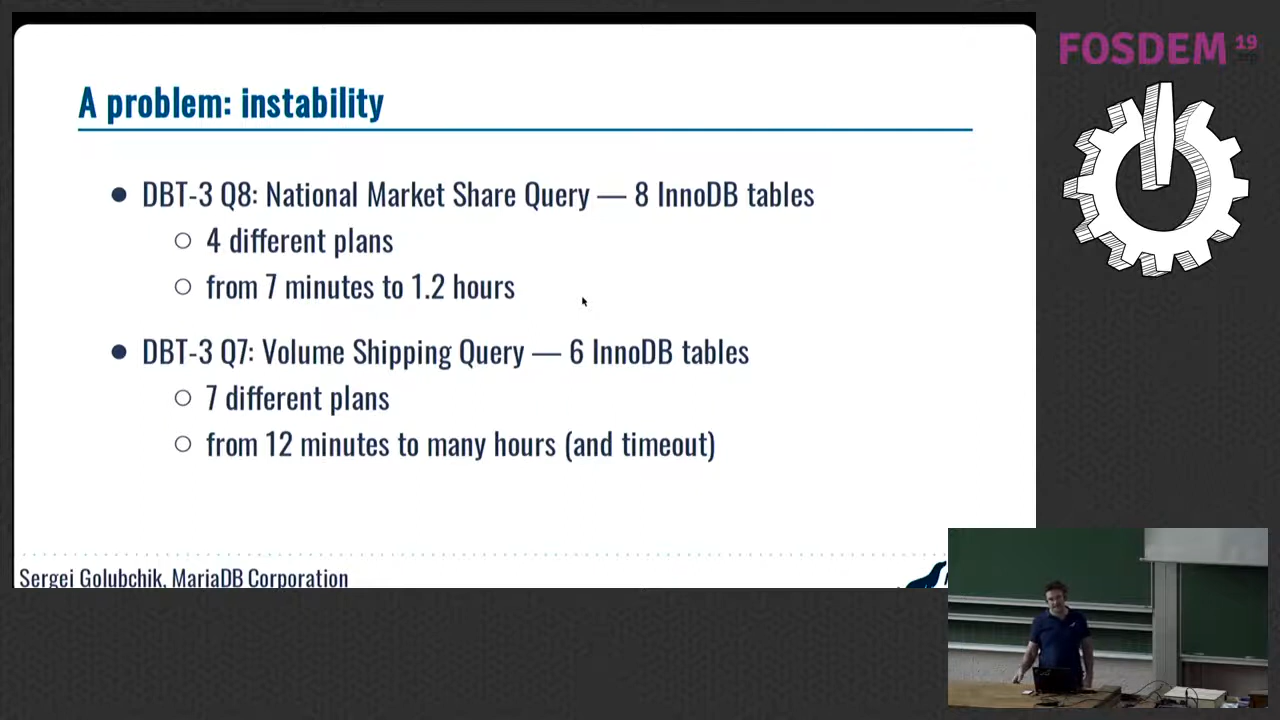 FOSDEM 19
.org
A problem: instability
DBT-3 Q8: National Market Share Query — 8 InnoDB tables
4 different plans
from 7 minutes to 1.2 hours
DBT-3 Q7: Volume Shipping Query — 6 InnoDB tables
7 different plans
from 12 minutes to many hours (and timeout)
Sergei Golubchik, MariaDB Corporation